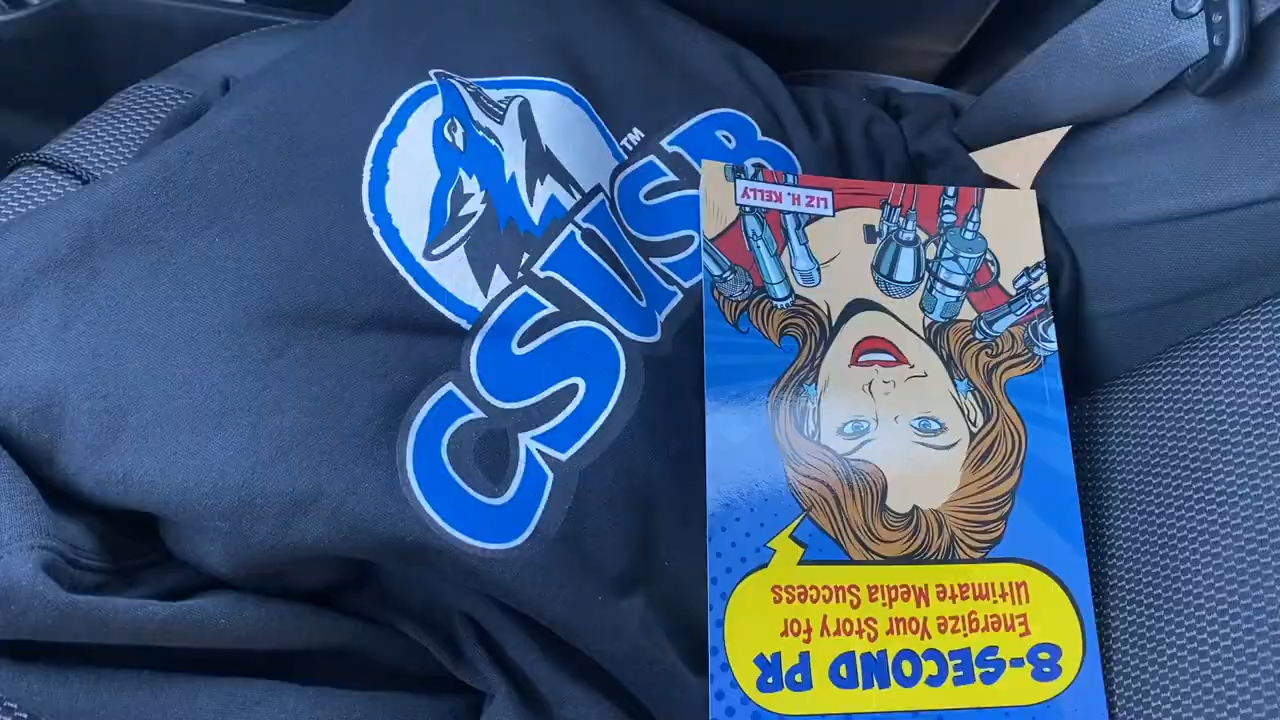 CSUSB
TM
8-SECOND PR
Energize Your Story for
Ultimate Media Success
LIZ H. KELLY